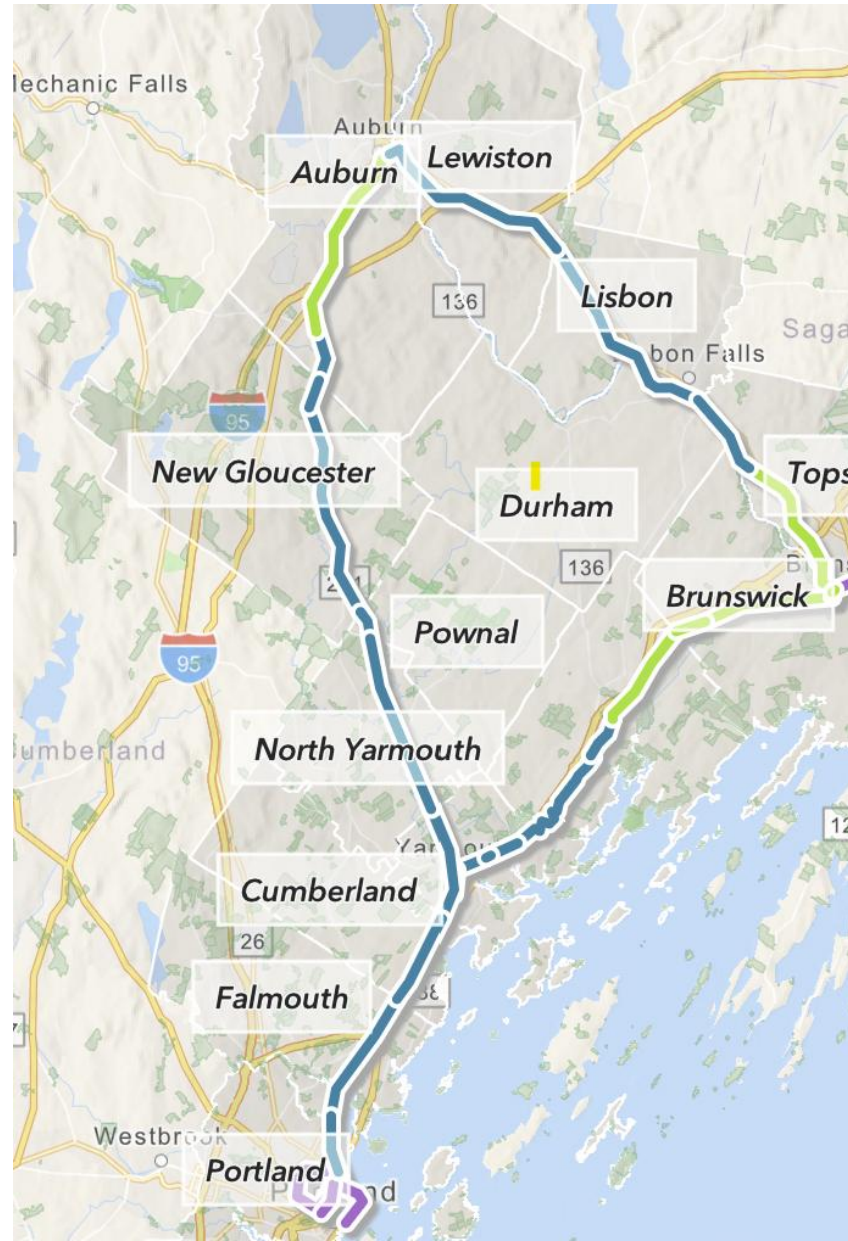 Mechanic Falls
Auburn
Auburn
Lewiston
136
Lisbon
bon Falls
Saga
95
New Gloucester
Durham
Tops
136
Brunswick
Pownal
95
Cumberland
North Yarmouth
Cumberland
26
Falmouth
Westbrook
Portland